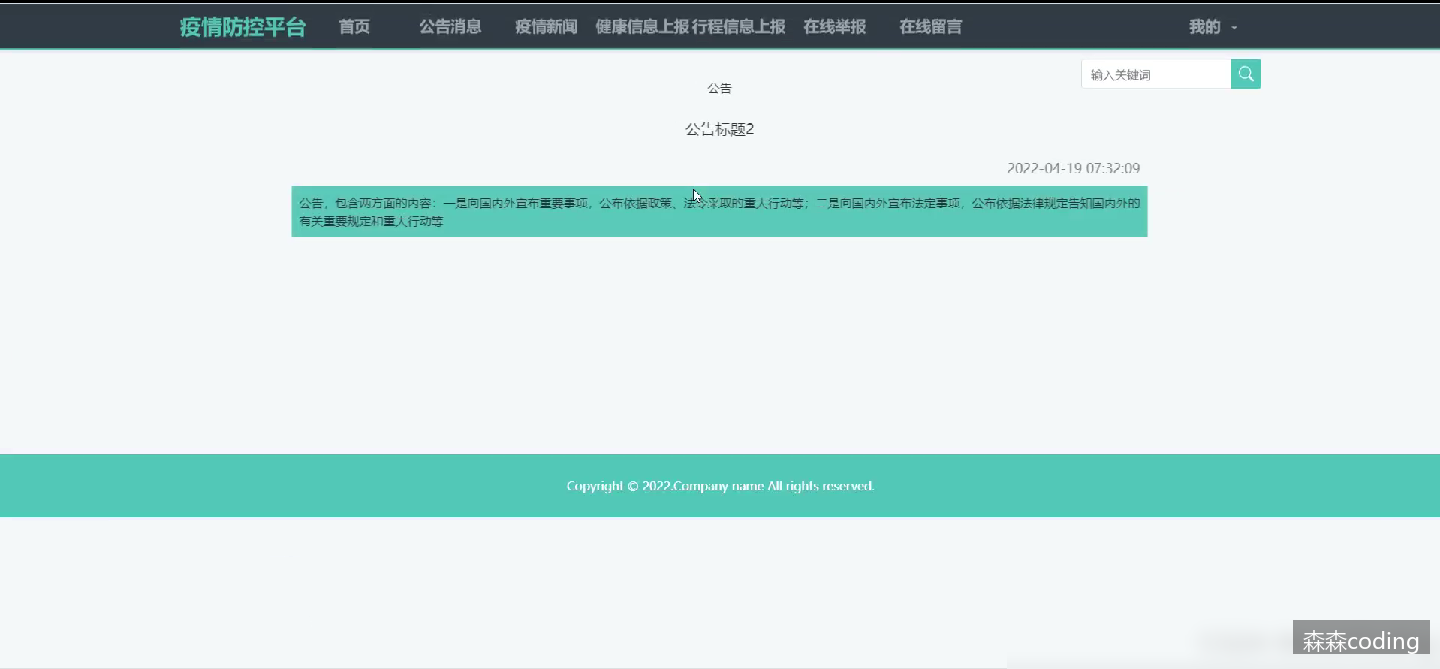 疫情防控平台 首页 公告消息 疫情新闻 健康信息上报 行程信息上报 在线举报 在线留言 我的
输入关键词
公告
公告标题2
2022-04-19 07:32:09
公告，包含两方面的内容：一是向国内外宣布重要事项，公布依据政策、法令采取的重大行动等；二是向国内外宣布法定事项，公布依据法律规定告知国内外的
有关重要规定和重大行动等
Copyright © 2022.Company name All rights reserved.
森森coding